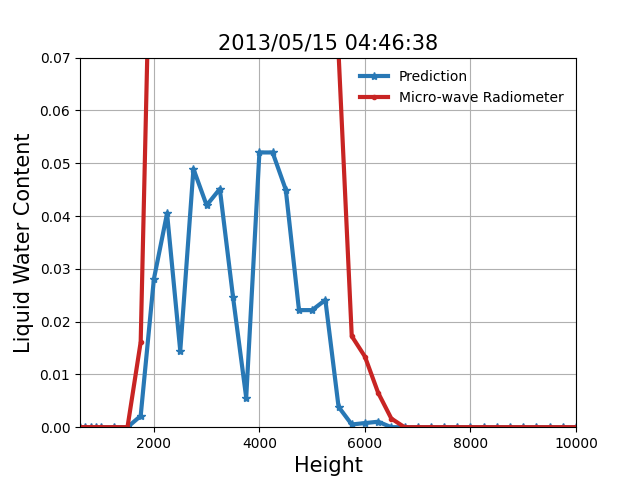 2013/05/15 04:46:38
0.07
0.06
0.05
0.04
0.03
0.02
0.01
0.00
Liquid Water Content
Prediction
Micro-wave Radiometer
2000 4000 6000 8000 10000
Height